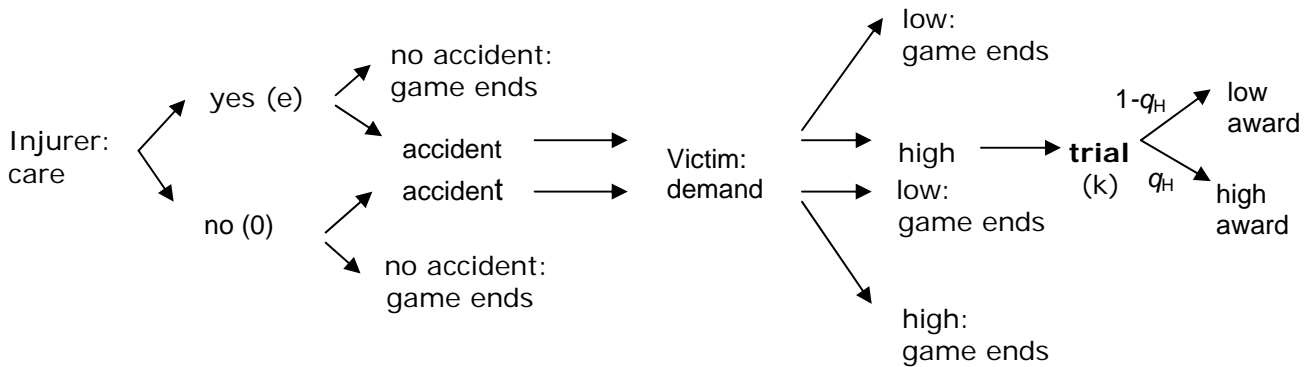 Injurer:
care
yes (e)
no (0)
no accident:
game ends
accident
accident
no accident:
game ends
Victim:
demand
low:
game ends
high
low:
game ends
high:
game ends
trial
(k)
1-qH
qH
low
award
high
award